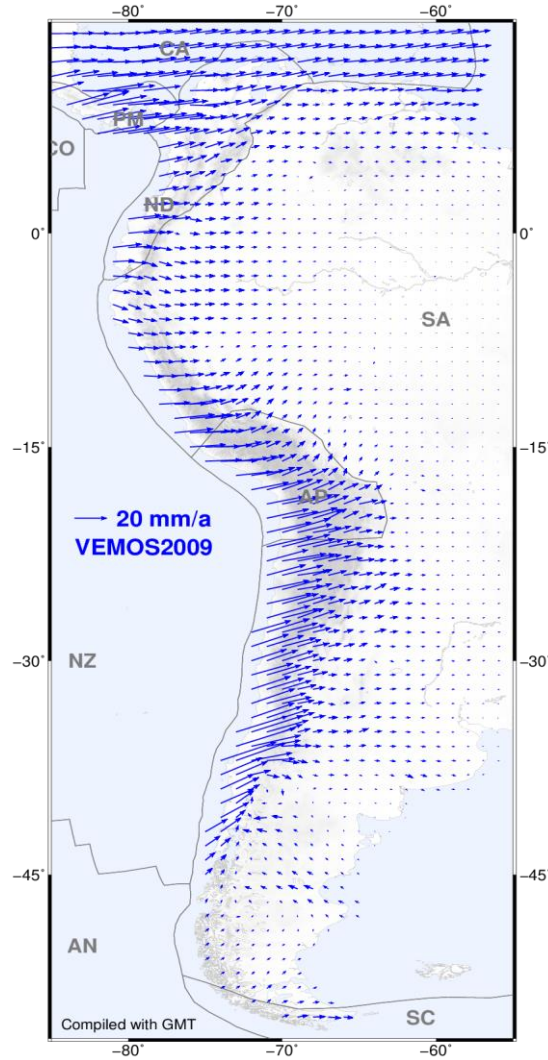 −80° −70° −60°
CA
PM
CO
ND
0° 0°
SA
−15° −15°
AP
20 mm/a
VEMOS2009
NZ
−30° −30°
−45° −45°
AN
SC
Compiled with GMT
−80° −70° −60°